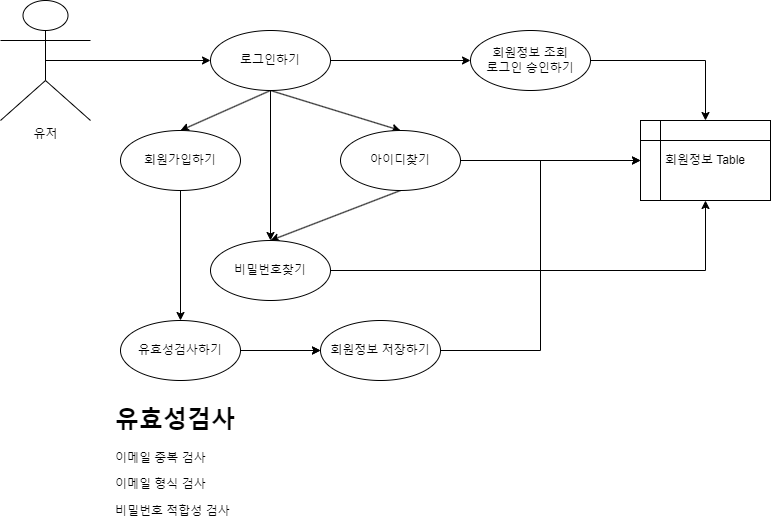 유저
로그인하기
회원정보 조회
로그인 승인하기
회원가입하기
아이디찾기
회원정보 Table
비밀번호찾기
유효성검사하기
회원정보 저장하기
유효성검사
이메일 중복 검사
이메일 형식 검사
비밀번호 적합성 검사